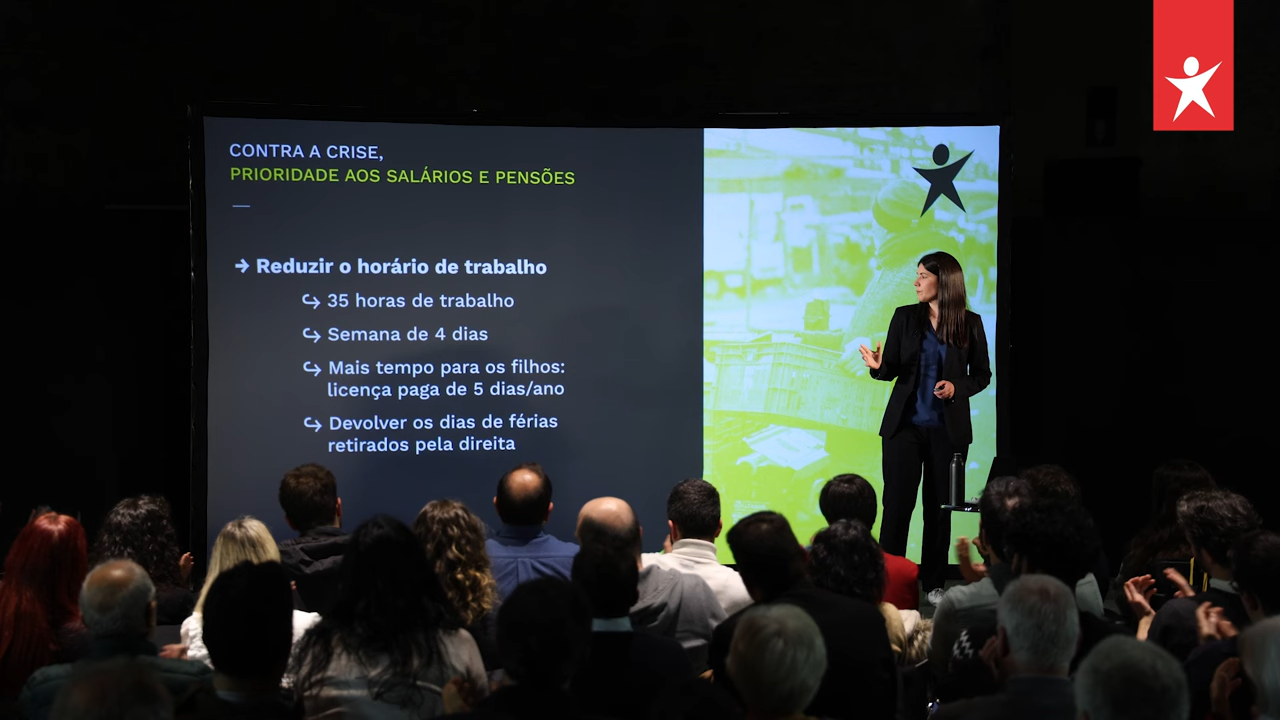 CONTRA A CRISE,
PRIORIDADE AOS SALÁRIOS E PENSÕES
→ Reduzir o horário de trabalho
↪ 35 horas de trabalho
↪ Semana de 4 dias
↪ Mais tempo para os filhos:
licença paga de 5 dias/ano
↪ Devolver os dias de férias
retirados pela direita